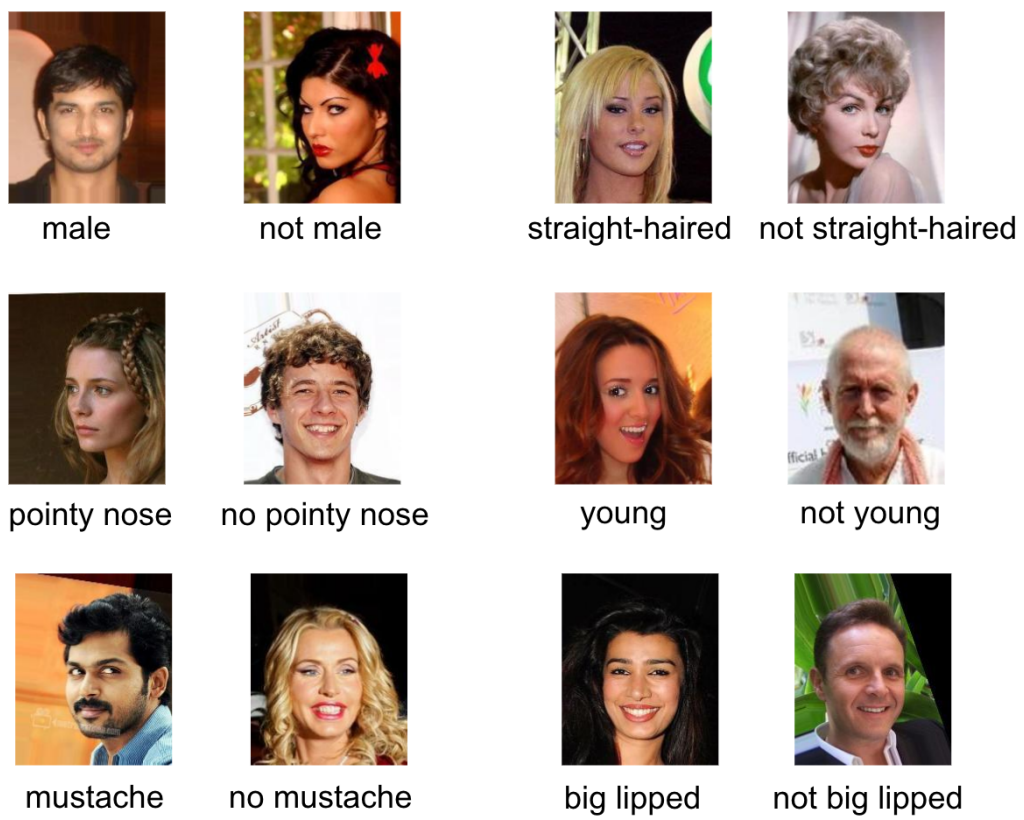 male not male straight-haired not straight-haired
pointy nose no pointy nose young not young
mustache no mustache big lipped not big lipped